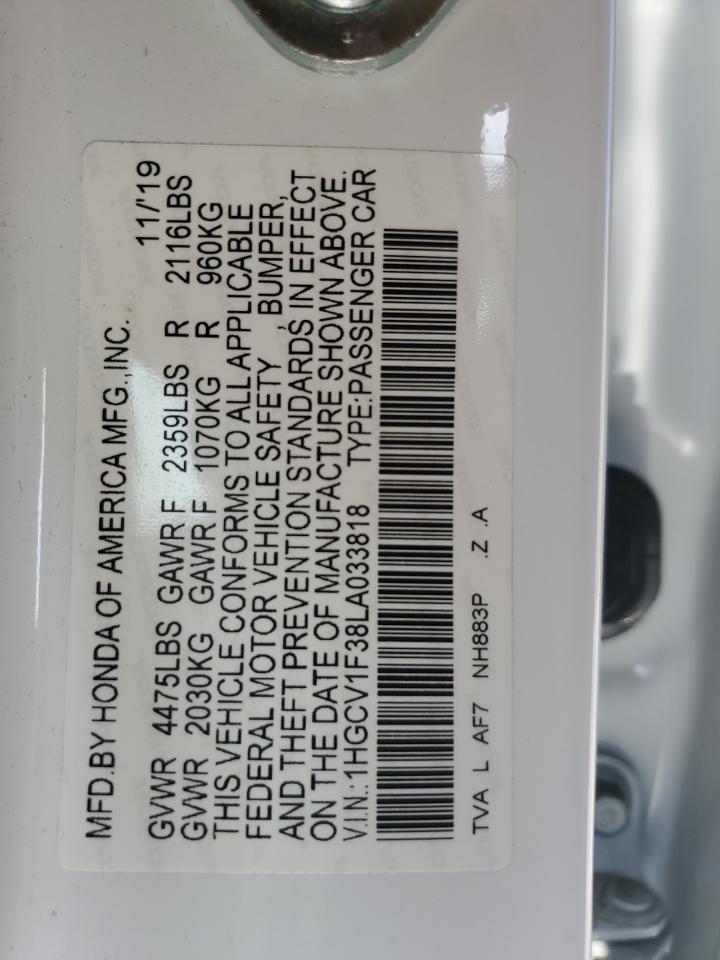 MFD.BY HONDA OF AMERICA MFG.,INC. 11/'19
GVWR 4475LBS GAWR F 2359LBS R 2116LBS
GVWR 2030KG GAWR F 1070KG R 960KG
THIS VEHICLE CONFORMS TO ALL APPLICABLE
FEDERAL MOTOR VEHICLE SAFETY , BUMPER,
AND THEFT PREVENTION STANDARDS IN EFFECT
ON THE DATE OF MANUFACTURE SHOWN ABOVE.
V.I.N.:1HGCV1F38LA033818 TYPE:PASSENGER CAR
TVA L AF7 NH883P .Z .A